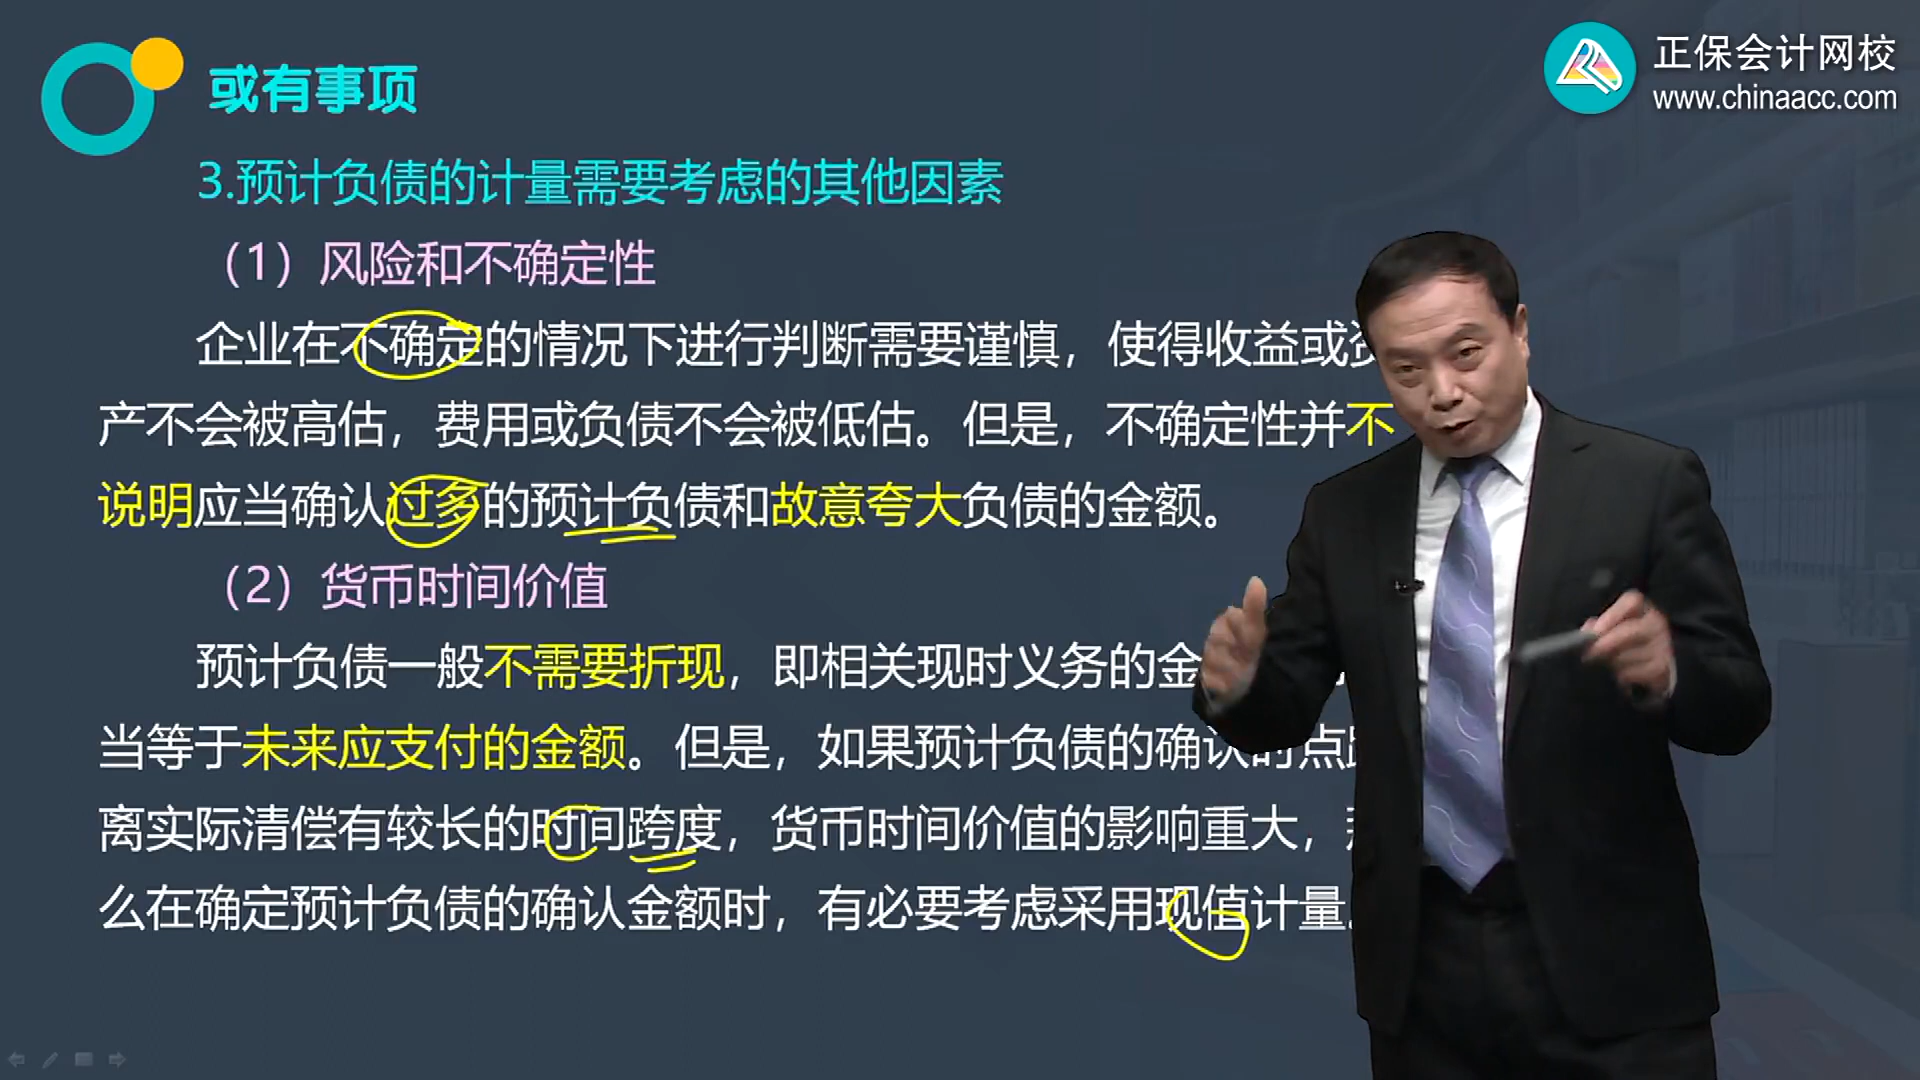 或有事项
正保会计网校
www.chinaacc.com
3.预计负债的计量需要考虑的其他因素
（1）风险和不确定性
企业在不确定的情况下进行判断需要谨慎，使得收益或资
产不会被高估，费用或负债不会被低估。但是，不确定性并不
说明应当确认过多的预计负债和故意夸大负债的金额。
（2）货币时间价值
预计负债一般不需要折现，即相关现时义务的金
当等于未来应支付的金额。但是，如果预计负债的确认时点距
离实际清偿有较长的时间跨度，货币时间价值的影响重大，那
么在确定预计负债的确认金额时，有必要考虑采用现值计量。